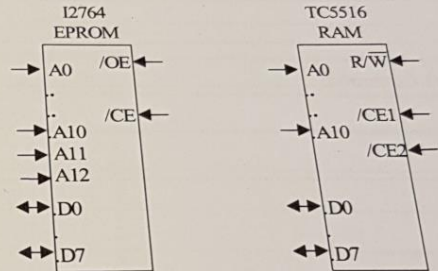 I2764
EPROM
/OE
A0
/CE
A10
A11
A12
D0
D7
TC5516
RAM
R/W̅
A0
/CE1
A10
/CE2
D0
D7